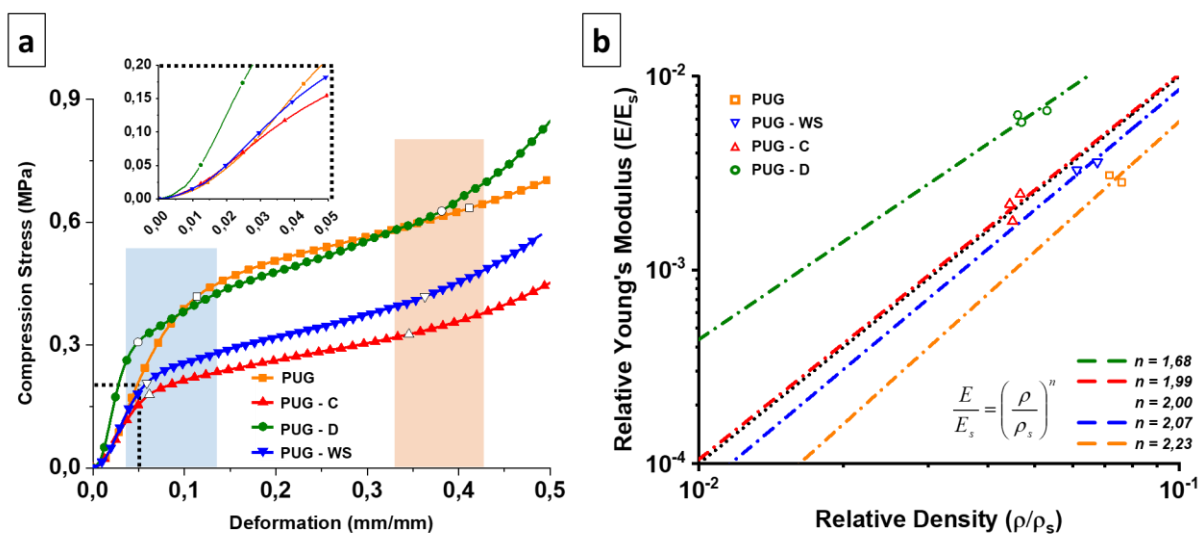 a
0,20
0,15
0,10
0,05
0,00
0,00
0,01
0,02
0,03
0,04
0,05
0,9
0,6
0,3
0,0
0,0
0,1
0,2
0,3
0,4
0,5
Compression Stress (MPa)
Deformation (mm/mm)
PUG
PUG - C
PUG - D
PUG - WS
b
10⁻²
10⁻³
10⁻⁴
10⁻²
10⁻¹
Relative Young's Modulus (E/Eₛ)
Relative Density (ρ/ρₛ)
PUG
PUG - WS
PUG - C
PUG - D
E/Eₛ = (ρ/ρₛ)ⁿ
n = 1,68
n = 1,99
n = 2,00
n = 2,07
n = 2,23